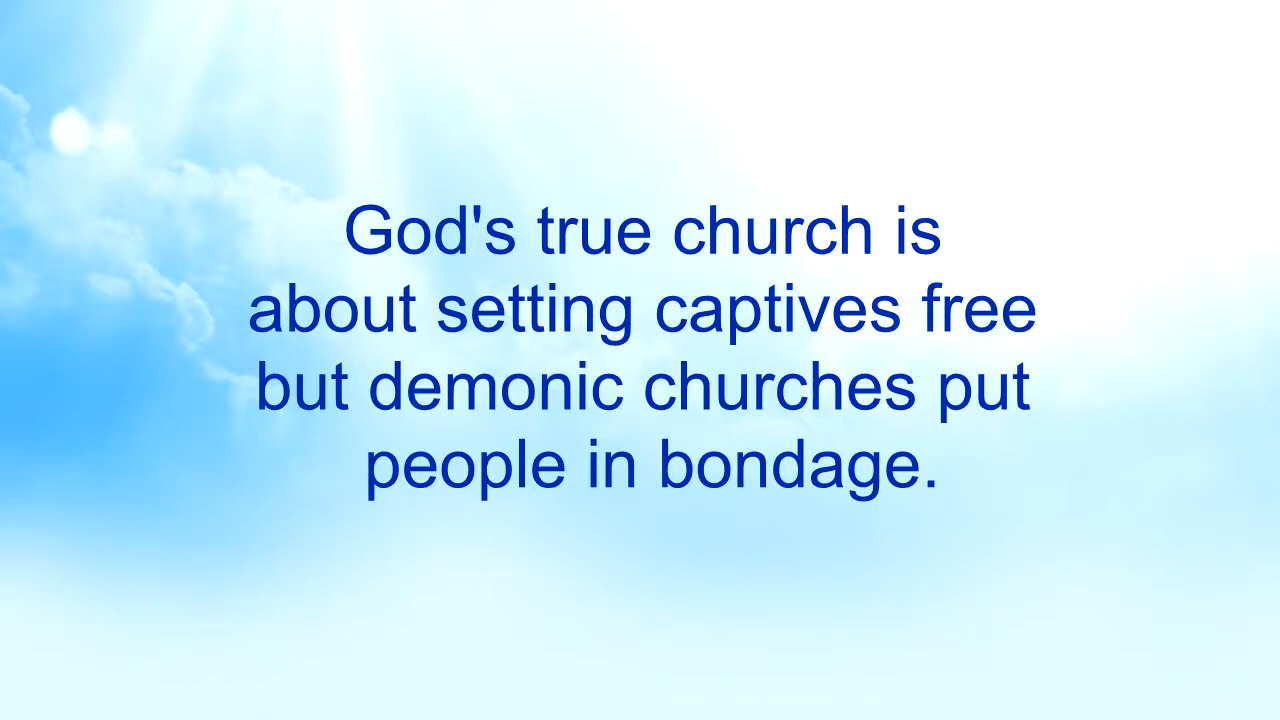 God's true church is
about setting captives free
but demonic churches put
people in bondage.